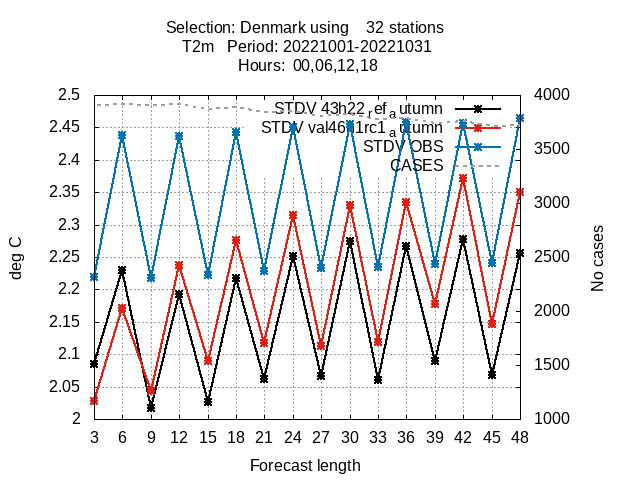 Selection: Denmark using 32 stations
T2m Period: 20221001-20221031
Hours: 00,06,12,18
2.5
2.45
2.4
2.35
2.3
2.25
2.2
2.15
2.1
2.05
2
deg C
4000
3500
3000
2500
2000
1500
1000
No cases
STDV 43h22_ref_autumn
STDV OBS
CASES
3 6 9 12 15 18 21 24 27 30 33 36 39 42 45 48
Forecast length